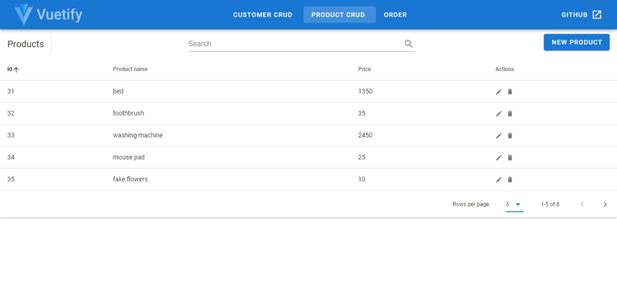 Vuetify CUSTOMER CRUD PRODUCT CRUD ORDER GITHUB
Products Search NEW PRODUCT
Id Product name Price Actions
31 bed 1350
32 toothbrush 35
33 washing machine 2450
34 mouse pad 25
35 fake flowers 10
Rows per page: 5 1-5 of 8